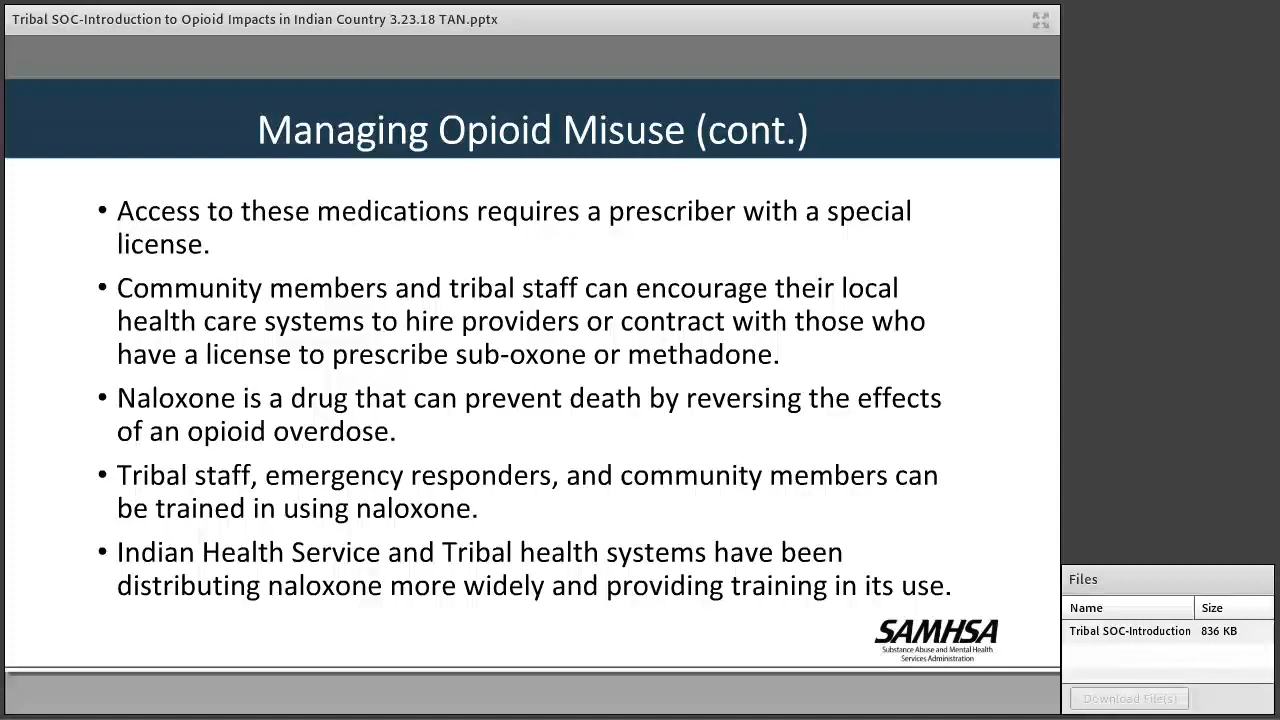 Tribal SOC-Introduction to Opioid Impacts in Indian Country 3.23.18 TAN.pptx
Managing Opioid Misuse (cont.)
• Access to these medications requires a prescriber with a special
license.
• Community members and tribal staff can encourage their local
health care systems to hire providers or contract with those who
have a license to prescribe sub-oxone or methadone.
• Naloxone is a drug that can prevent death by reversing the effects
of an opioid overdose.
• Tribal staff, emergency responders, and community members can
be trained in using naloxone.
• Indian Health Service and Tribal health systems have been
distributing naloxone more widely and providing training in its use.
SAMHSA
Substance Abuse and Mental Health
Services Administration
Files
Name Size
Tribal SOC-Introduction 836 KB
Download File(s)